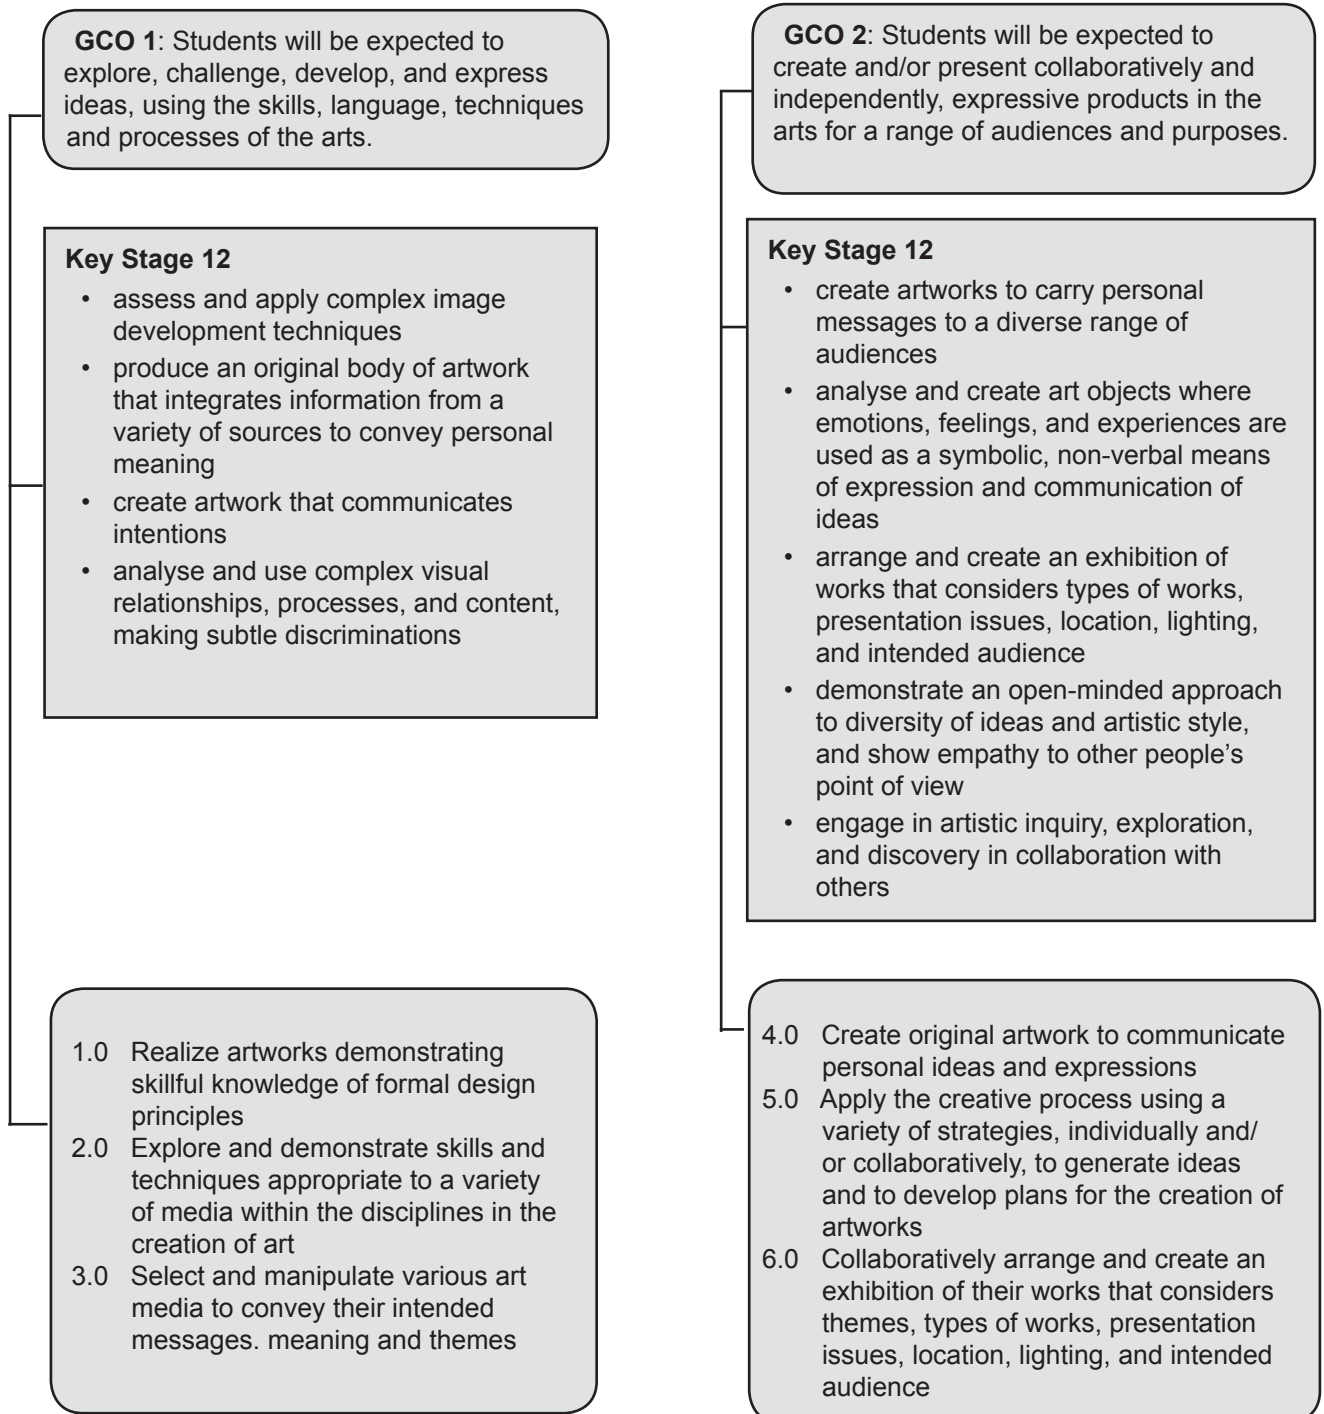 GCO 1: Students will be expected to
explore, challenge, develop, and express
ideas, using the skills, language, techniques
and processes of the arts.
Key Stage 12
• assess and apply complex image
development techniques
• produce an original body of artwork
that integrates information from a
variety of sources to convey personal
meaning
• create artwork that communicates
intentions
• analyse and use complex visual
relationships, processes, and content,
making subtle discriminations
1.0 Realize artworks demonstrating
skillful knowledge of formal design
principles
2.0 Explore and demonstrate skills and
techniques appropriate to a variety
of media within the disciplines in the
creation of art
3.0 Select and manipulate various art
media to convey their intended
messages. meaning and themes
GCO 2: Students will be expected to
create and/or present collaboratively and
independently, expressive products in the
arts for a range of audiences and purposes.
Key Stage 12
• create artworks to carry personal
messages to a diverse range of
audiences
• analyse and create art objects where
emotions, feelings, and experiences are
used as a symbolic, non-verbal means
of expression and communication of
ideas
• arrange and create an exhibition of
works that considers types of works,
presentation issues, location, lighting,
and intended audience
• demonstrate an open-minded approach
to diversity of ideas and artistic style,
and show empathy to other people's
point of view
• engage in artistic inquiry, exploration,
and discovery in collaboration with
others
4.0 Create original artwork to communicate
personal ideas and expressions
5.0 Apply the creative process using a
variety of strategies, individually and/
or collaboratively, to generate ideas
and to develop plans for the creation of
artworks
6.0 Collaboratively arrange and create an
exhibition of their works that considers
themes, types of works, presentation
issues, location, lighting, and intended
audience